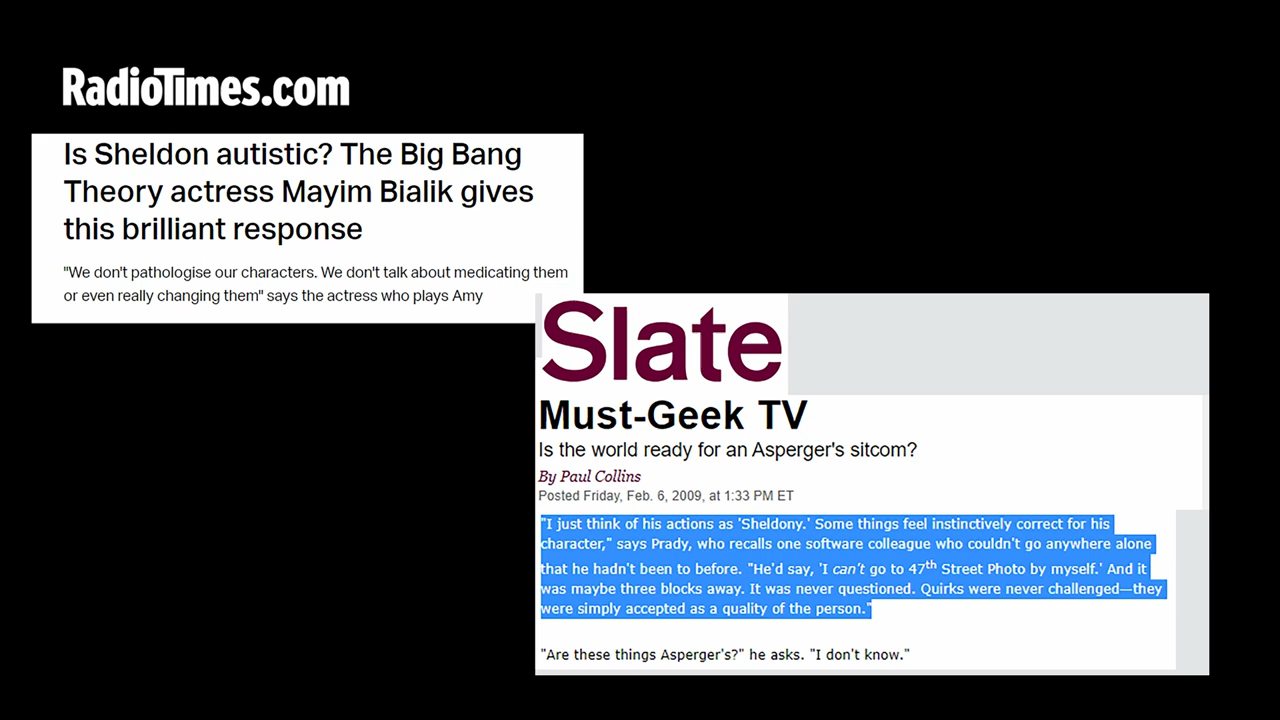 RadioTimes.com
Is Sheldon autistic? The Big Bang
Theory actress Mayim Bialik gives
this brilliant response
"We don't pathologise our characters. We don't talk about medicating them
or even really changing them" says the actress who plays Amy
Slate
Must-Geek TV
Is the world ready for an Asperger's sitcom?
By Paul Collins
Posted Friday, Feb. 6, 2009, at 1:33 PM ET
"I just think of his actions as 'Sheldony.' Some things feel instinctively correct for his
character," says Prady, who recalls one software colleague who couldn't go anywhere alone
that he hadn't been to before. "He'd say, 'I can't go to 47th Street Photo by myself.' And it
was maybe three blocks away. It was never questioned. Quirks were never challenged—they
were simply accepted as a quality of the person."
"Are these things Asperger's?" he asks. "I don't know."